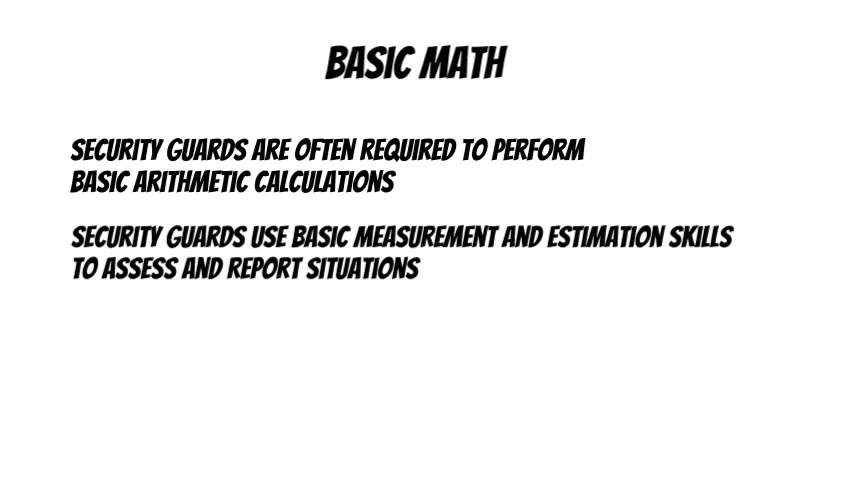 BASIC MATH
SECURITY GUARDS ARE OFTEN REQUIRED TO PERFORM
BASIC ARITHMETIC CALCULATIONS
SECURITY GUARDS USE BASIC MEASUREMENT AND ESTIMATION SKILLS
TO ASSESS AND REPORT SITUATIONS